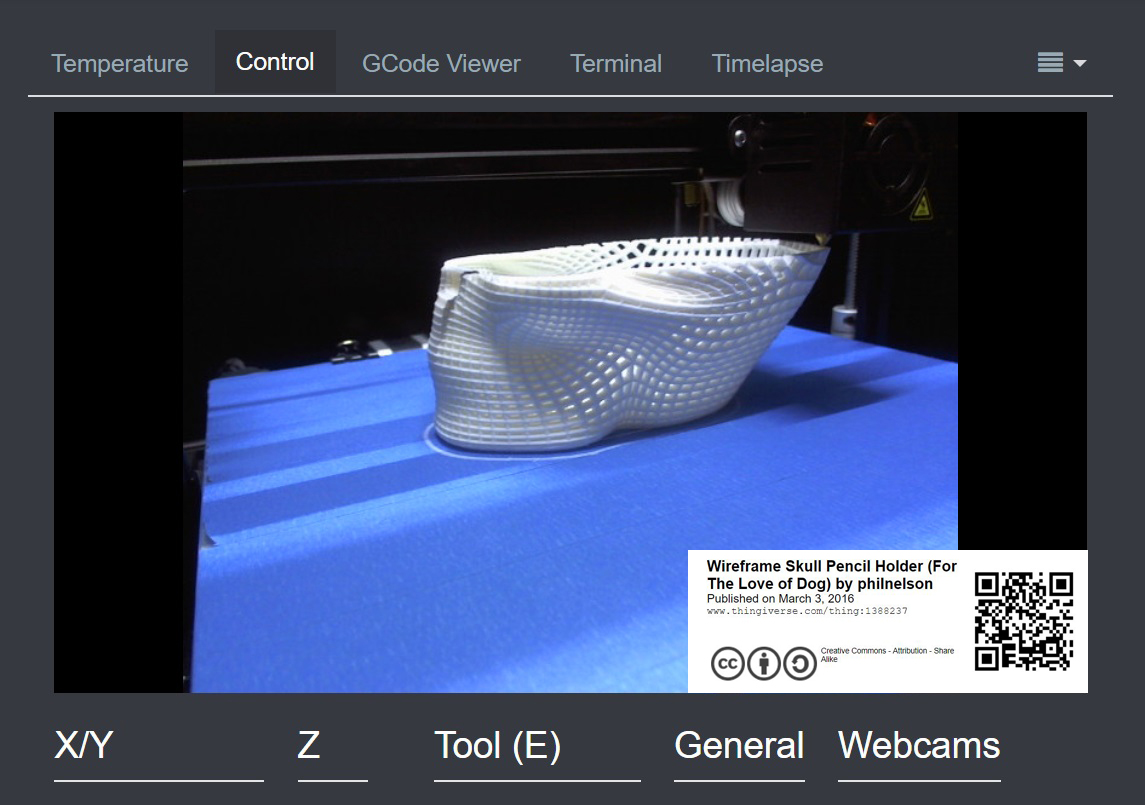 Temperature
Control
GCode Viewer
Terminal
Timelapse
Wireframe Skull Pencil Holder (For
The Love of Dog) by philnelson
Published on March 3, 2016
www.thingiverse.com/thing:1388237
cc
Creative Commons - Attribution - Share
Alike
X/Y
Z
Tool (E)
General
Webcams